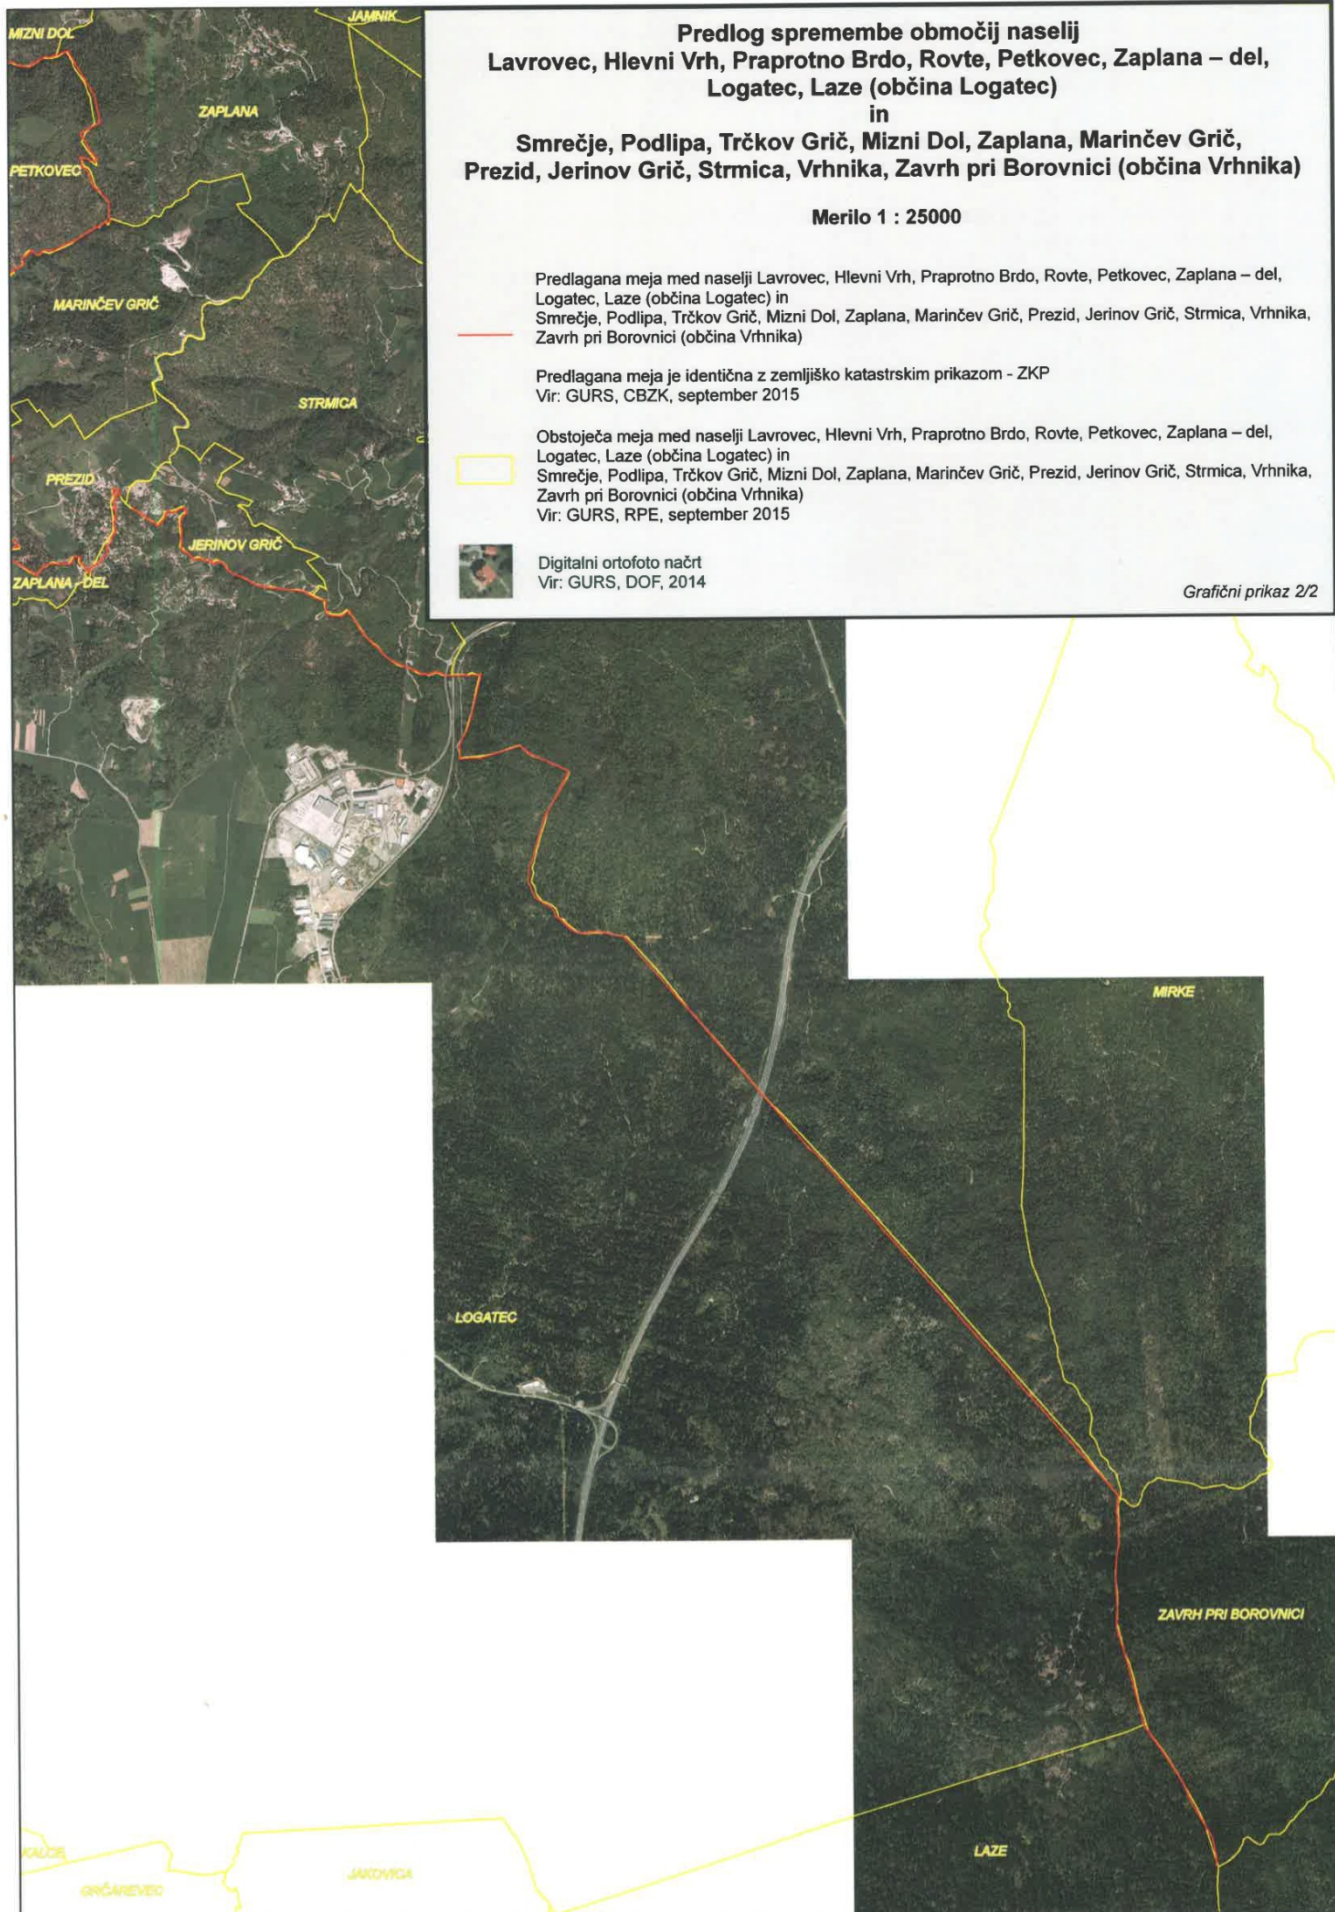 Predlog spremembe območij naselij
Lavrovec, Hlevni Vrh, Praprotno Brdo, Rovte, Petkovec, Zaplana – del,
Logatec, Laze (občina Logatec)
in
Smrečje, Podlipa, Trčkov Grič, Mizni Dol, Zaplana, Marinčev Grič,
Prezid, Jerinov Grič, Strmica, Vrhnika, Zavrh pri Borovnici (občina Vrhnika)
Merilo 1 : 25000
Predlagana meja med naselji Lavrovec, Hlevni Vrh, Praprotno Brdo, Rovte, Petkovec, Zaplana – del,
Logatec, Laze (občina Logatec) in
Smrečje, Podlipa, Trčkov Grič, Mizni Dol, Zaplana, Marinčev Grič, Prezid, Jerinov Grič, Strmica, Vrhnika,
Zavrh pri Borovnici (občina Vrhnika)
Predlagana meja je identična z zemljiško katastrskim prikazom - ZKP
Vir: GURS, CBZK, september 2015
Obstoječa meja med naselji Lavrovec, Hlevni Vrh, Praprotno Brdo, Rovte, Petkovec, Zaplana – del,
Logatec, Laze (občina Logatec) in
Smrečje, Podlipa, Trčkov Grič, Mizni Dol, Zaplana, Marinčev Grič, Prezid, Jerinov Grič, Strmica, Vrhnika,
Zavrh pri Borovnici (občina Vrhnika)
Vir: GURS, RPE, september 2015
Digitalni ortofoto načrt
Vir: GURS, DOF, 2014
Grafični prikaz 2/2
JAMNIK
MIZNI DOL
ZAPLANA
PETKOVEC
MARINČEV GRIČ
STRMICA
PREZID
JERINOV GRIČ
ZAPLANA - DEL
MIRKE
LOGATEC
ZAVRH PRI BOROVNICI
LAZE
KALCE
JAKOVICA
GRČAREVEC